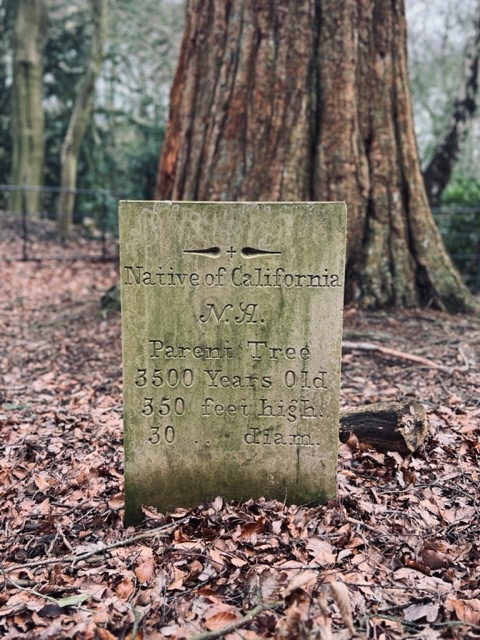 Native of California
N.A.
Parent Tree
3500 Years Old
350 feet high.
30 .. diam.